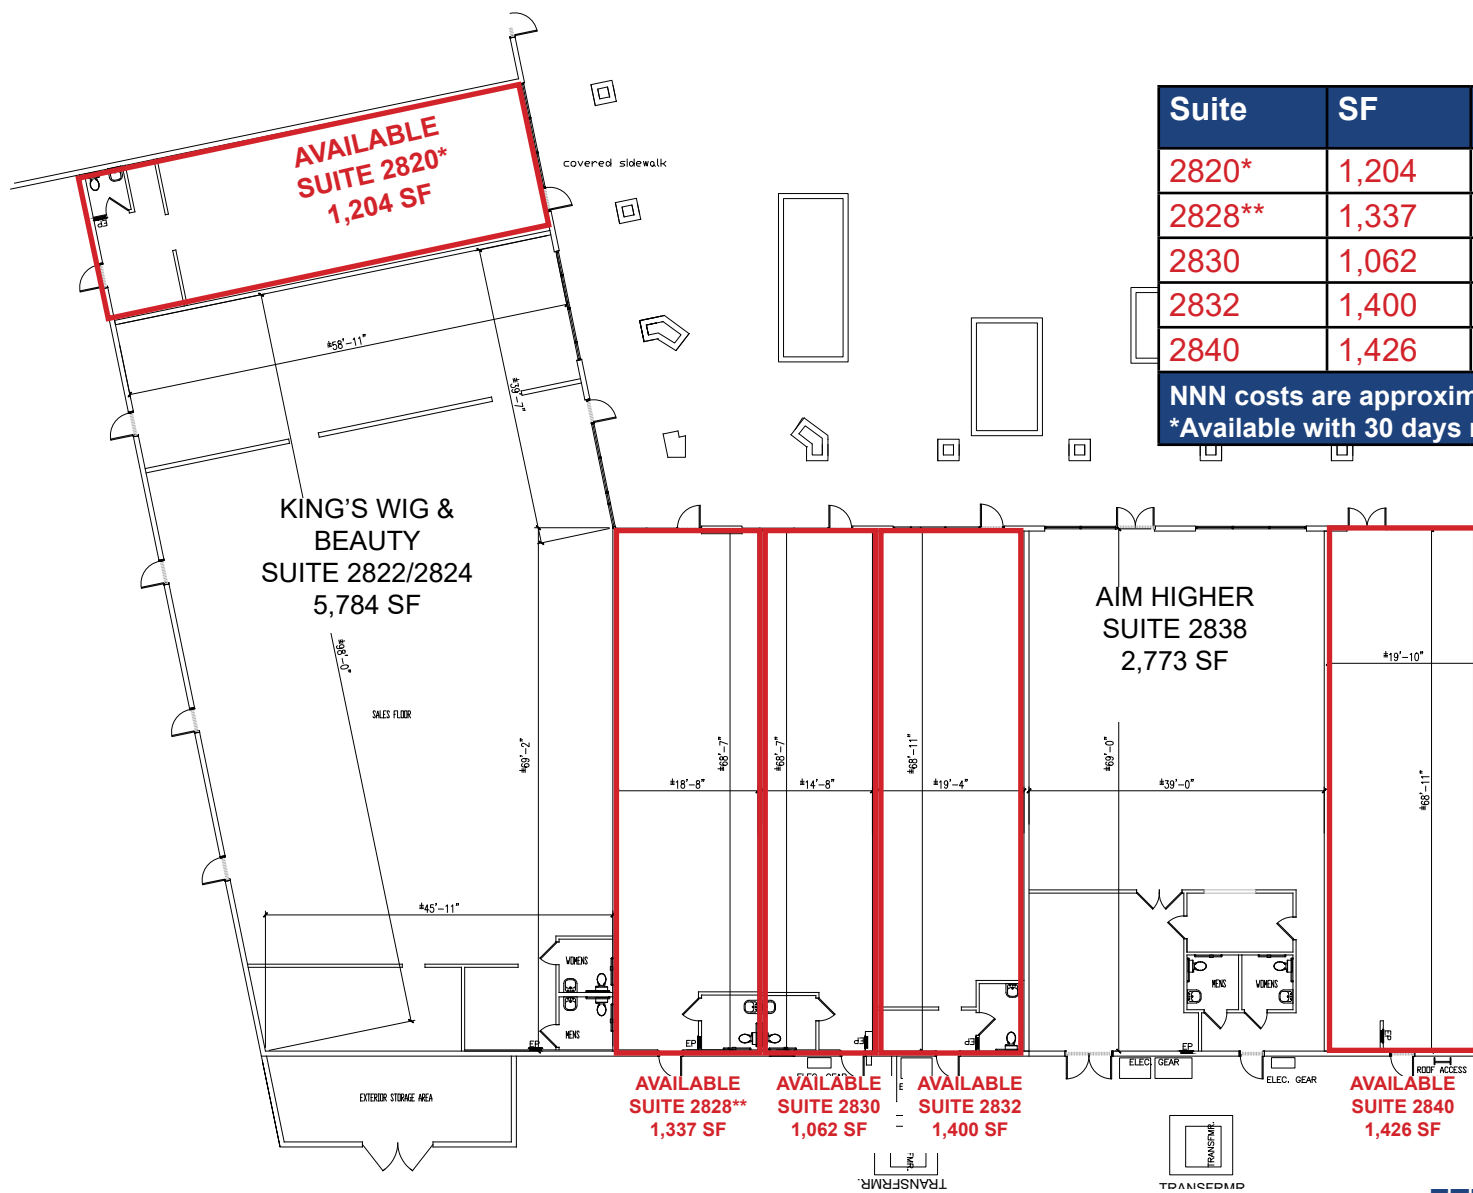 AVAILABLE
SUITE 2820*
1,204 SF
covered sidewalk
EP
Suite SF
2820* 1,204
2828** 1,337
2830 1,062
2832 1,400
2840 1,426
NNN costs are approxim
*Available with 30 days
±58'-11"
±39'-7"
KING'S WIG &
BEAUTY
SUITE 2822/2824
5,784 SF
±98'-0"
SALES FLOOR
±69'-2"
±45'-11"
WOMENS
MENS
EP
EXTERIOR STORAGE AREA
±68'-7"
±18'-8"
EP
±68'-7"
±14'-8"
EP
±68'-11"
±19'-4"
EP
AIM HIGHER
SUITE 2838
2,773 SF
±69'-0"
±39'-0"
MENS
WOMENS
EP
±19'-10"
±68'-11"
EP
ELEC. GEAR
ELEC. GEAR
ELEC. GEAR
ROOF ACCESS
AVAILABLE
SUITE 2828**
1,337 SF
AVAILABLE
SUITE 2830
1,062 SF
AVAILABLE
SUITE 2832
1,400 SF
AVAILABLE
SUITE 2840
1,426 SF
TRANSFRMR.
TRANSFMR.
TRANSFRMR